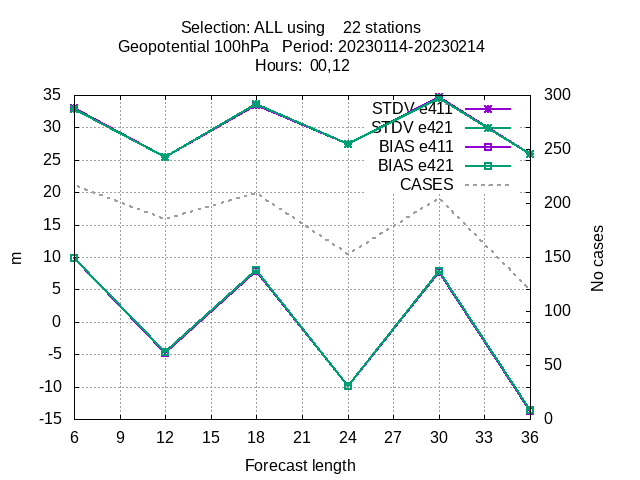 Selection: ALL using    22 stations
Geopotential 100hPa   Period: 20230114-20230214
Hours:  00,12
35
30
25
20
15
10
5
0
-5
-10
-15
m
300
250
200
150
100
50
0
No cases
STDV e411
STDV e421
BIAS e411
BIAS e421
CASES
6 9 12 15 18 21 24 27 30 33 36
Forecast length